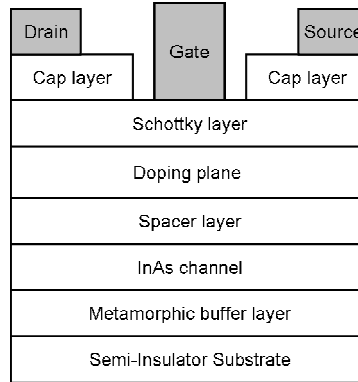 Drain
Gate
Source
Cap layer
Cap layer
Schottky layer
Doping plane
Spacer layer
InAs channel
Metamorphic buffer layer
Semi-Insulator Substrate